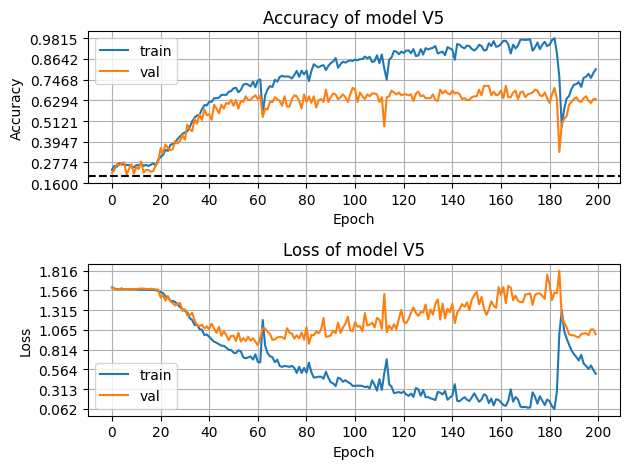 Accuracy of model V5
0.9815
0.8642
0.7468
0.6294
0.5121
0.3947
0.2774
0.1600
Accuracy
train
val
0 20 40 60 80 100 120 140 160 180 200
Epoch
Loss of model V5
1.816
1.566
1.315
1.065
0.814
0.564
0.313
0.062
Loss
train
val
0 20 40 60 80 100 120 140 160 180 200
Epoch